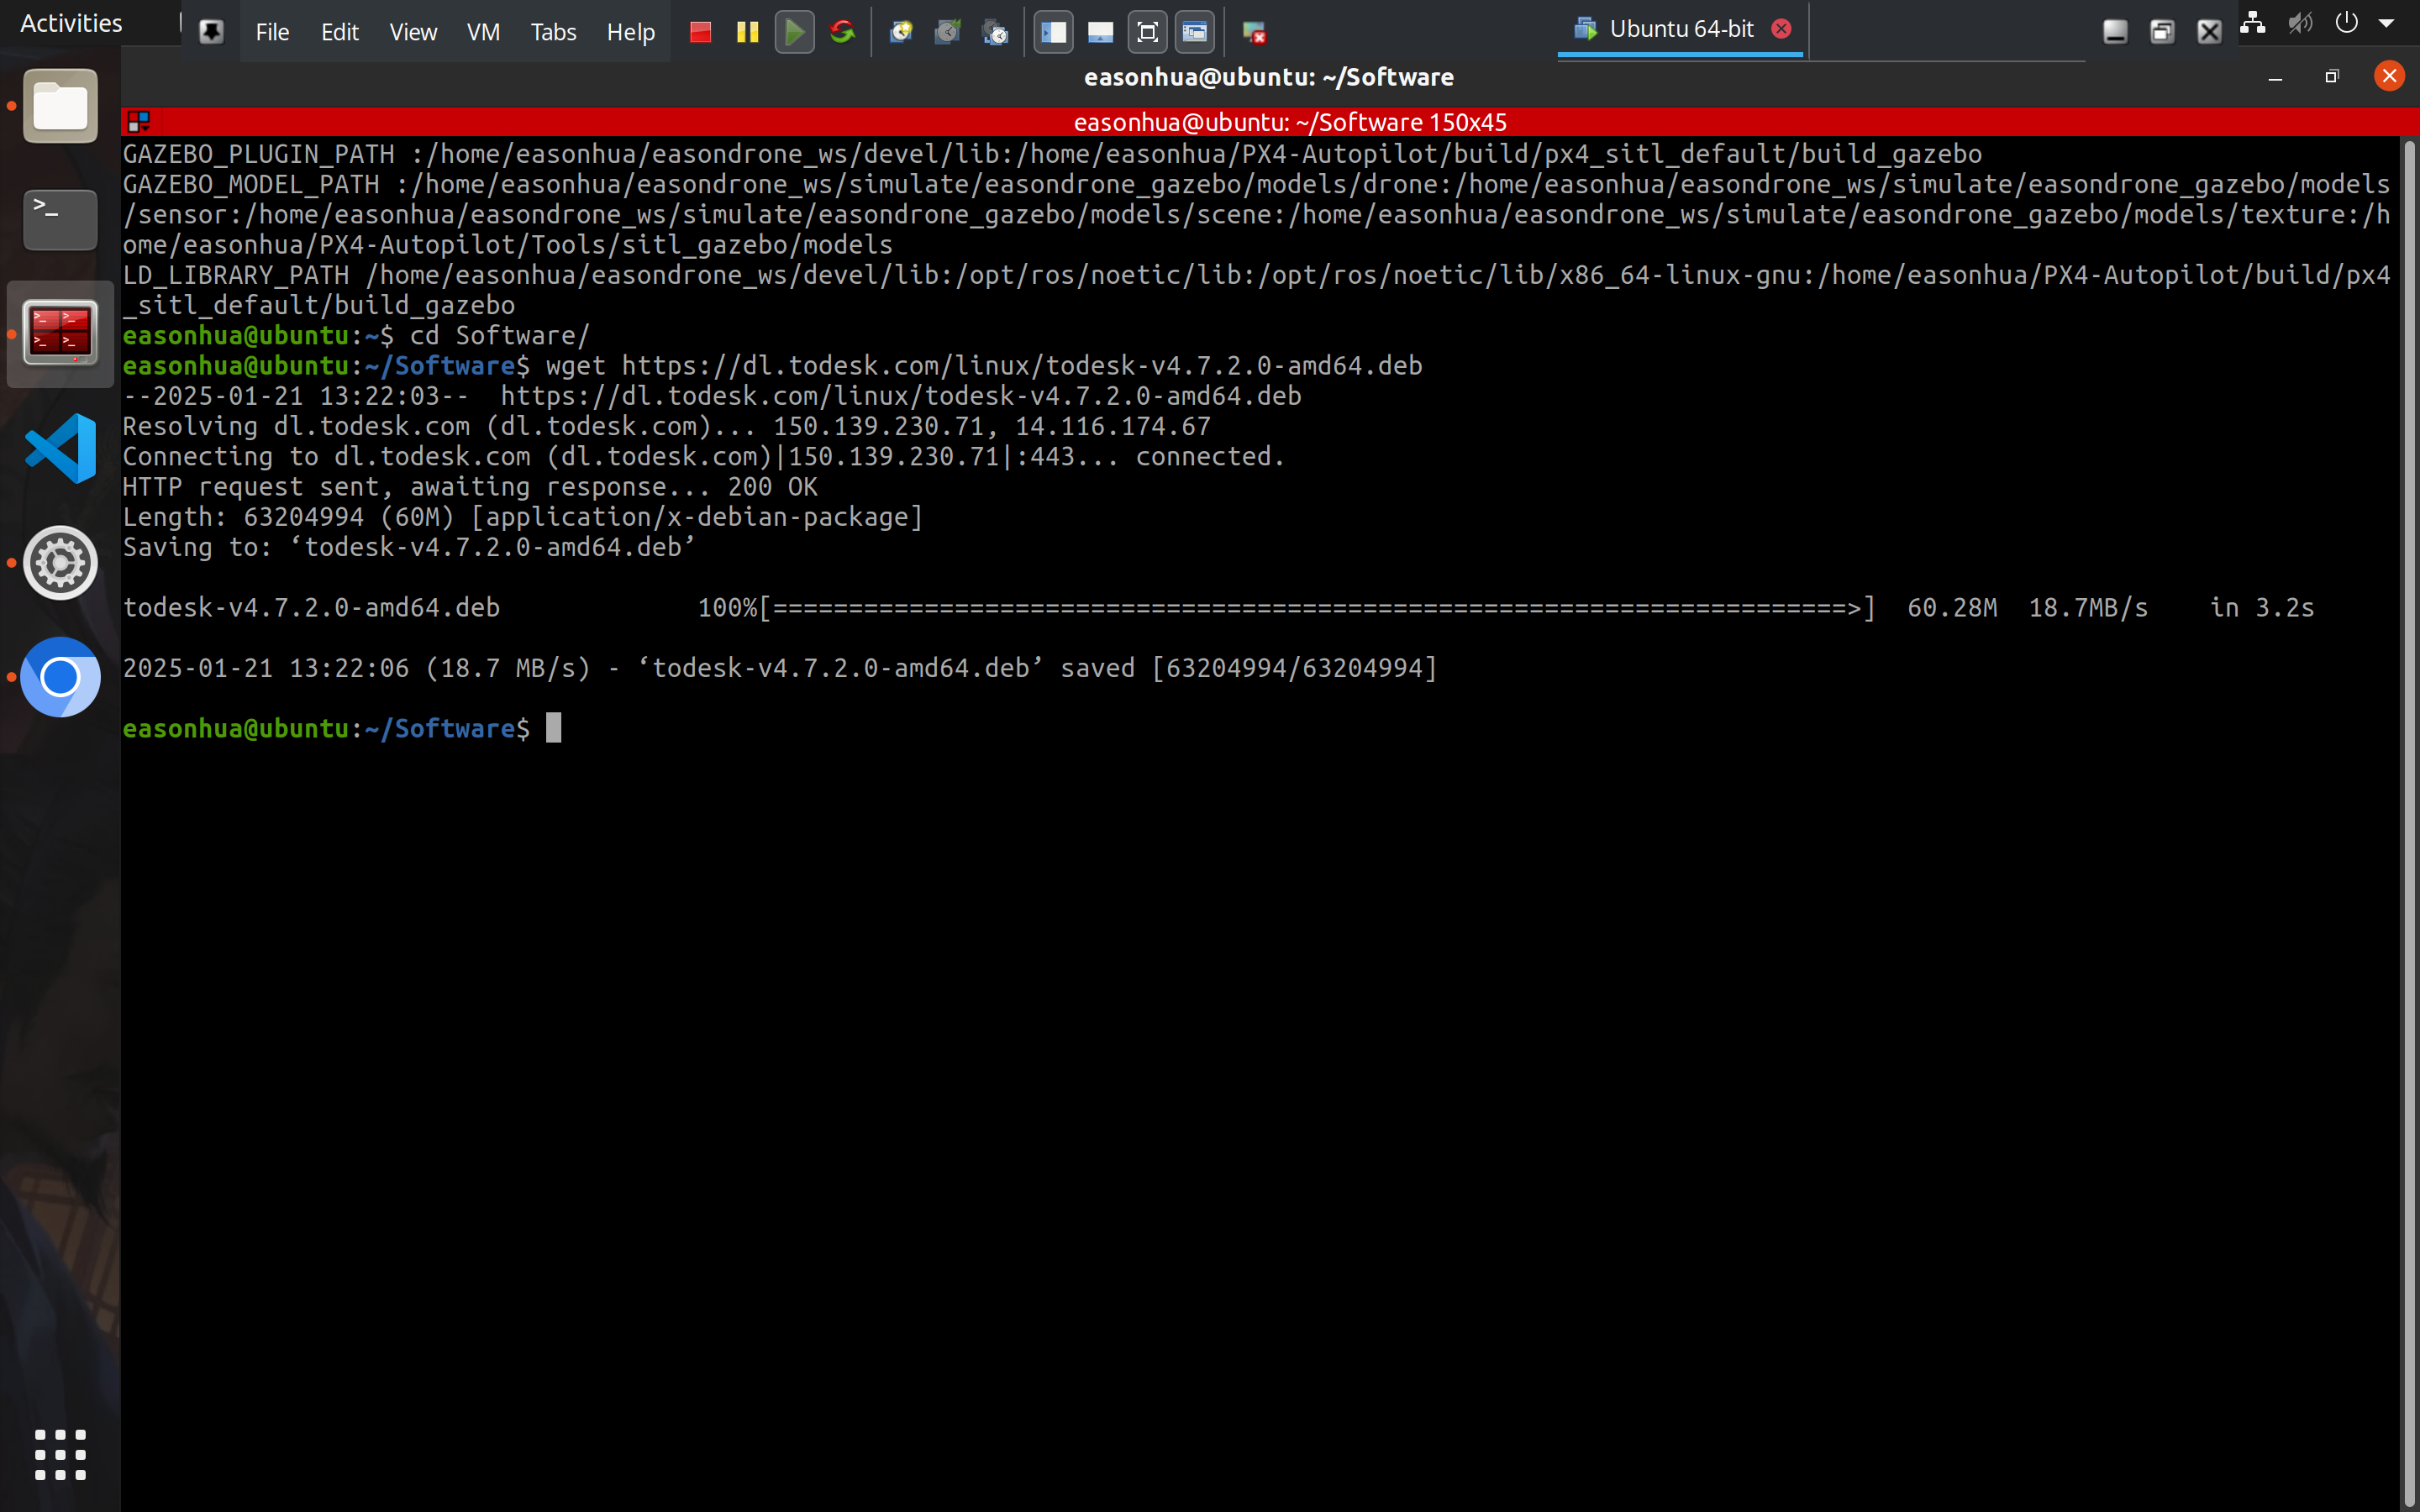 Activities
File Edit View VM Tabs Help
Ubuntu 64-bit
easonhua@ubuntu: ~/Software
easonhua@ubuntu: ~/Software 150x45
GAZEBO_PLUGIN_PATH :/home/easonhua/easondrone_ws/devel/lib:/home/easonhua/PX4-Autopilot/build/px4_sitl_default/build_gazebo
GAZEBO_MODEL_PATH :/home/easonhua/easondrone_ws/simulate/easondrone_gazebo/models/drone:/home/easonhua/easondrone_ws/simulate/easondrone_gazebo/models
/sensor:/home/easonhua/easondrone_ws/simulate/easondrone_gazebo/models/scene:/home/easonhua/easondrone_ws/simulate/easondrone_gazebo/models/texture:/h
ome/easonhua/PX4-Autopilot/Tools/sitl_gazebo/models
LD_LIBRARY_PATH /home/easonhua/easondrone_ws/devel/lib:/opt/ros/noetic/lib:/opt/ros/noetic/lib/x86_64-linux-gnu:/home/easonhua/PX4-Autopilot/build/px4
_sitl_default/build_gazebo
easonhua@ubuntu:~$ cd Software/
easonhua@ubuntu:~/Software$ wget https://dl.todesk.com/linux/todesk-v4.7.2.0-amd64.deb
--2025-01-21 13:22:03--  https://dl.todesk.com/linux/todesk-v4.7.2.0-amd64.deb
Resolving dl.todesk.com (dl.todesk.com)... 150.139.230.71, 14.116.174.67
Connecting to dl.todesk.com (dl.todesk.com)|150.139.230.71|:443... connected.
HTTP request sent, awaiting response... 200 OK
Length: 63204994 (60M) [application/x-debian-package]
Saving to: ‘todesk-v4.7.2.0-amd64.deb’
todesk-v4.7.2.0-amd64.deb 100%[=======================================================================>] 60.28M 18.7MB/s in 3.2s
2025-01-21 13:22:06 (18.7 MB/s) - ‘todesk-v4.7.2.0-amd64.deb’ saved [63204994/63204994]
easonhua@ubuntu:~/Software$